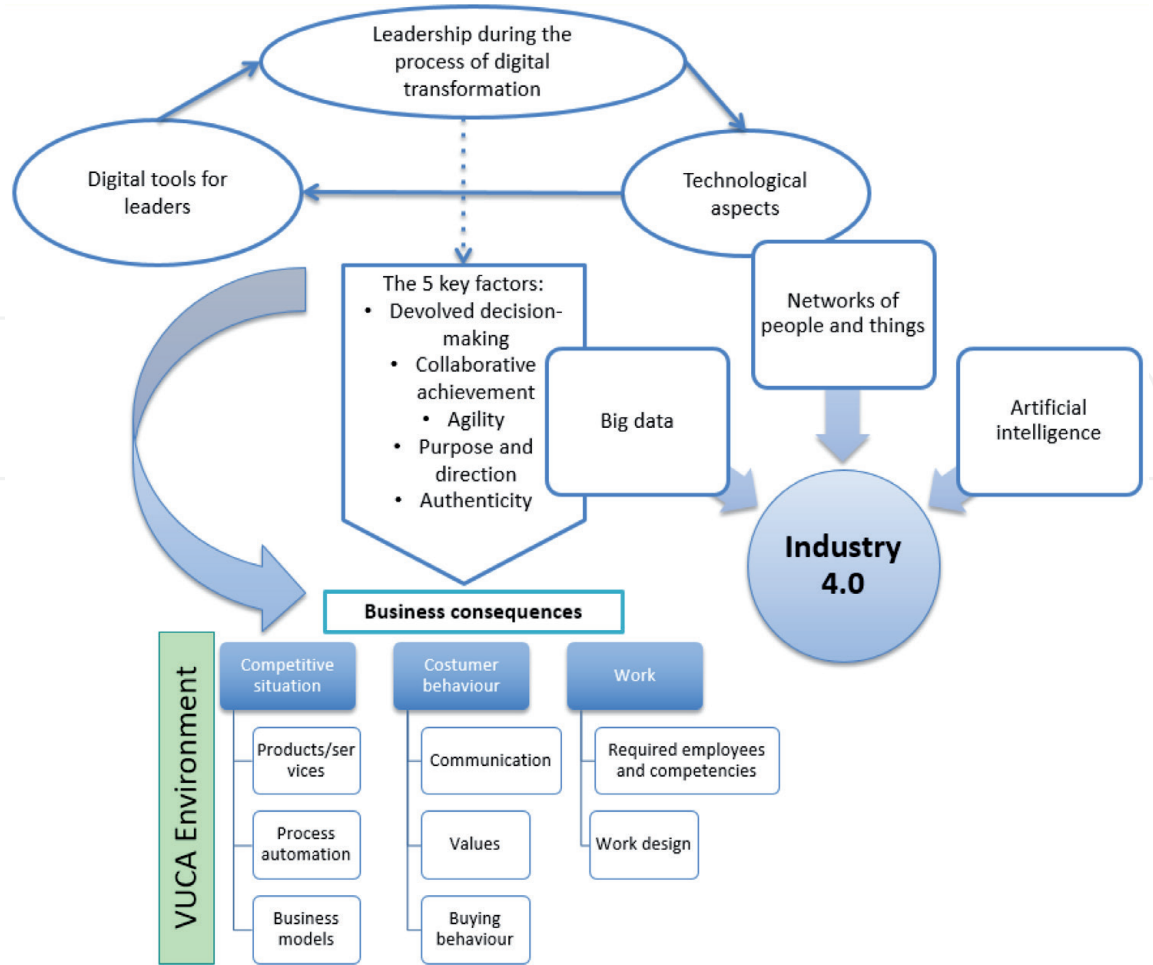 Leadership during the
process of digital
transformation
Digital tools for
leaders
Technological
aspects
The 5 key factors:
• Devolved decision-
making
• Collaborative
achievement
• Agility
• Purpose and
direction
• Authenticity
Networks of
people and things
Big data
Artificial
intelligence
Industry
4.0
Business consequences
VUCA Environment
Competitive
situation
Products/ser
vices
Process
automation
Business
models
Costumer
behaviour
Communication
Values
Buying
behaviour
Work
Required employees
and competencies
Work design